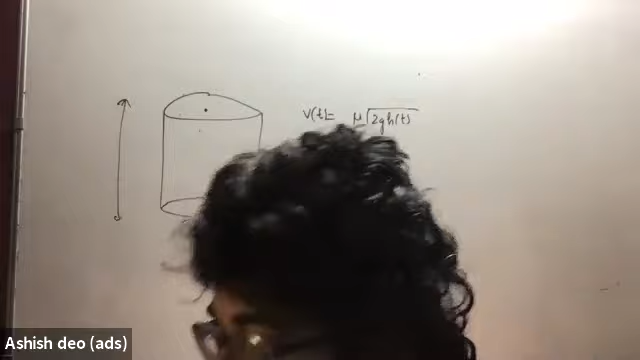 V(t)= μ√2gh(t)
Ashish deo (ads)